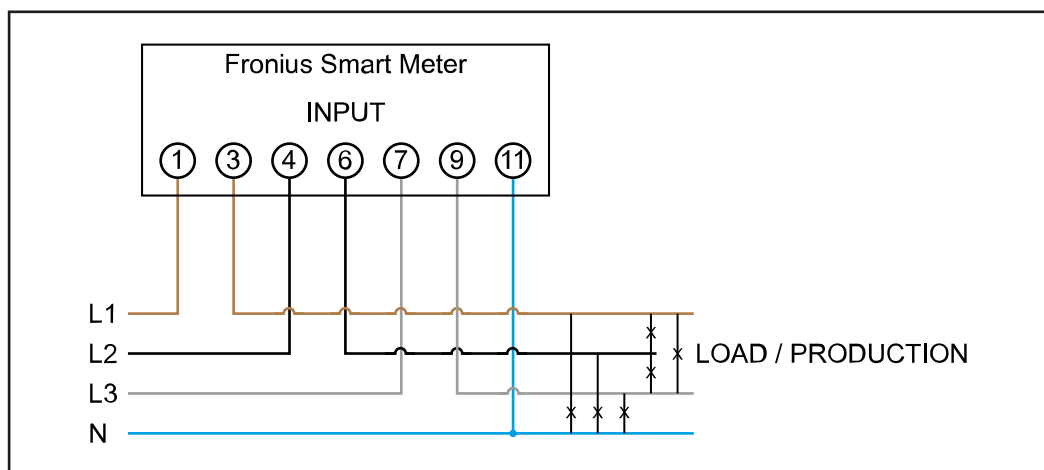 Fronius Smart Meter
INPUT
1 3 4 6 7 9 11
L1
L2
LOAD / PRODUCTION
L3
N